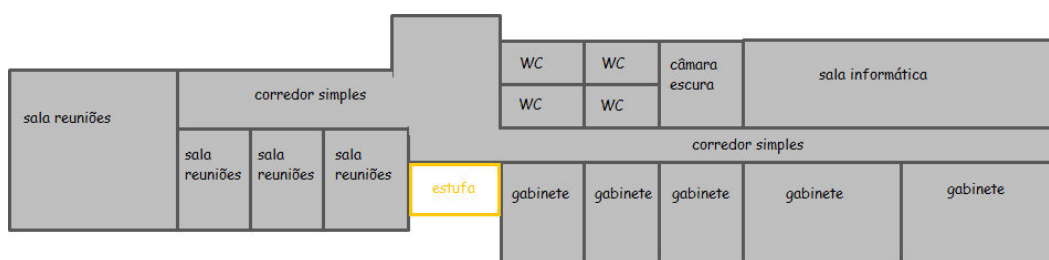 WC
WC
câmara
escura
sala informática
corredor simples
WC
WC
sala reuniões
corredor simples
sala
reuniões
sala
reuniões
sala
reuniões
estufa
gabinete
gabinete
gabinete
gabinete
gabinete